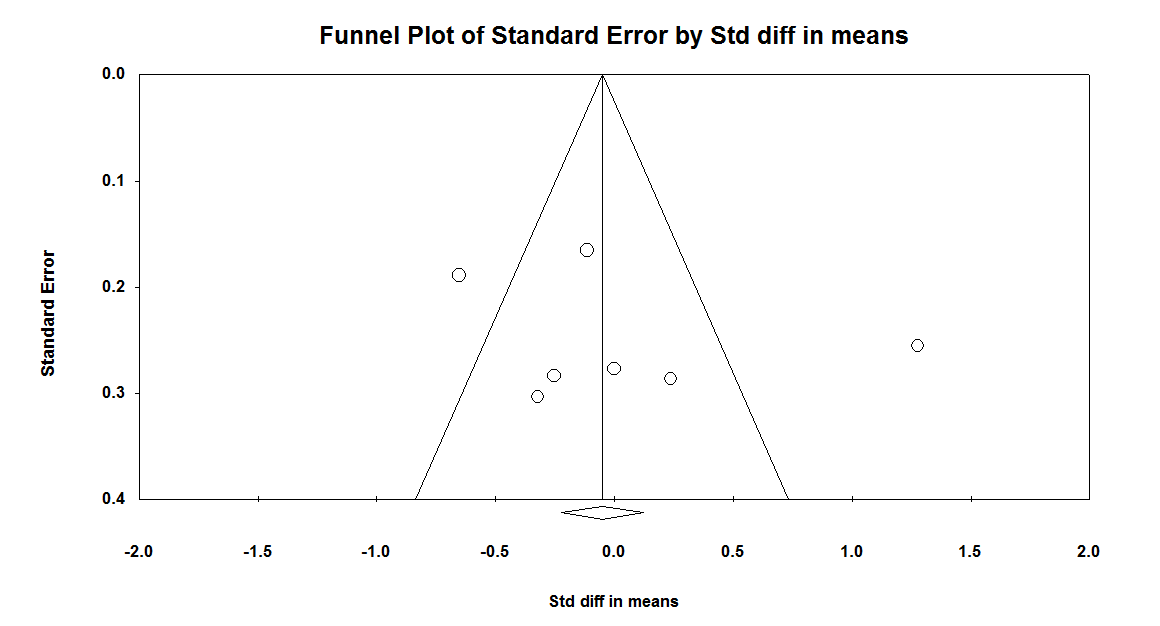 Funnel Plot of Standard Error by Std diff in means
0.0
0.1
0.2
0.3
0.4
Standard Error
-2.0 -1.5 -1.0 -0.5 0.0 0.5 1.0 1.5 2.0
Std diff in means